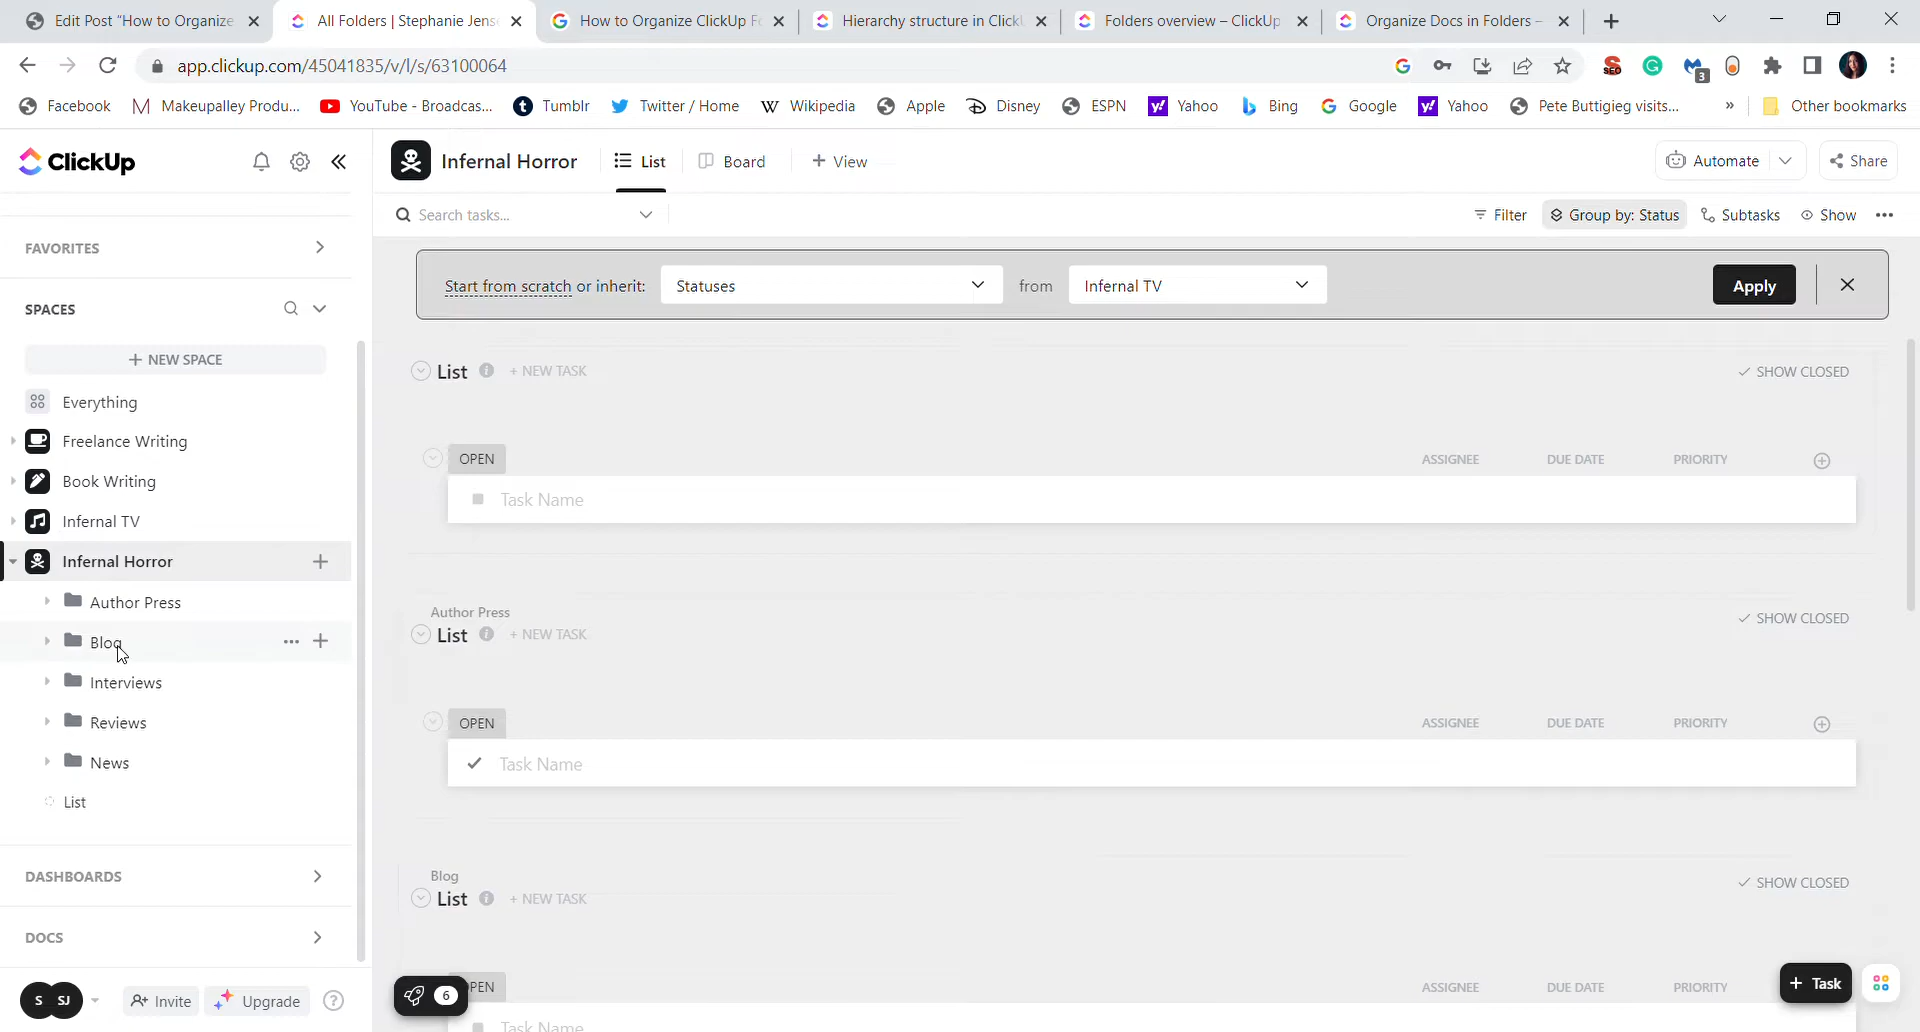 Edit Post "How to Organize
All Folders | Stephanie Jens
How to Organize ClickUp Fo
Hierarchy structure in Click
Folders overview – ClickUp
Organize Docs in Folders –
app.clickup.com/45041835/v/l/s/63100064
3
Facebook
Makeupalley Produ...
YouTube - Broadcas...
Tumblr
Twitter / Home
Wikipedia
Apple
Disney
ESPN
Yahoo
Bing
Google
Yahoo
Pete Buttigieg visits...
»
Other bookmarks
ClickUp
Infernal Horror
List
Board
+ View
Automate
Share
Search tasks...
Filter
Group by: Status
Subtasks
Show
FAVORITES
Start from scratch or inherit:
Statuses
from
Infernal TV
Apply
SPACES
+ NEW SPACE
Everything
Freelance Writing
Book Writing
Infernal TV
Infernal Horror
Author Press
Blog
Interviews
Reviews
News
List
List
+ NEW TASK
SHOW CLOSED
OPEN
ASSIGNEE
DUE DATE
PRIORITY
Task Name
Author Press
List
+ NEW TASK
SHOW CLOSED
OPEN
ASSIGNEE
DUE DATE
PRIORITY
Task Name
Blog
List
+ NEW TASK
SHOW CLOSED
ASSIGNEE
DUE DATE
PRIORITY
Task Name
DASHBOARDS
DOCS
S
SJ
Invite
Upgrade
?
6
+ Task